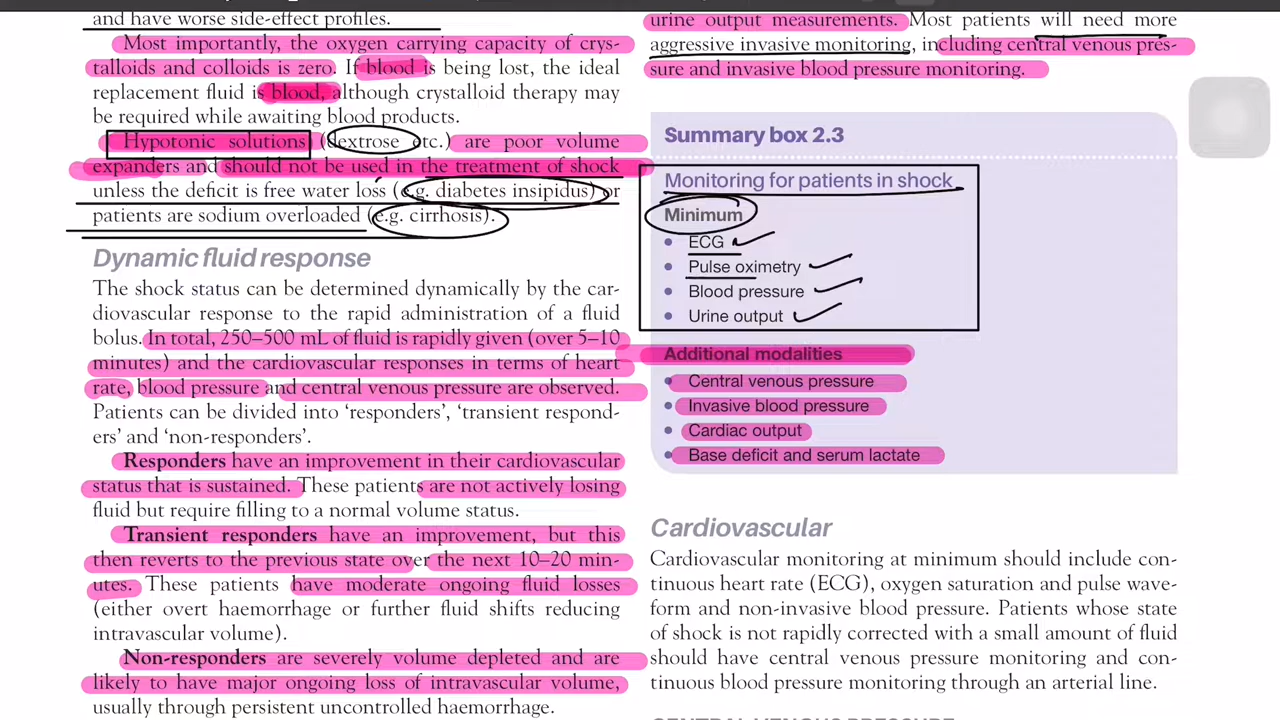 and have worse side-effect profiles.
Most importantly, the oxygen carrying capacity of crys-
talloids and colloids is zero. If blood is being lost, the ideal
replacement fluid is blood, although crystalloid therapy may
be required while awaiting blood products.
Hypotonic solutions (dextrose etc.) are poor volume
expanders and should not be used in the treatment of shock
unless the deficit is free water loss (e.g. diabetes insipidus) or
patients are sodium overloaded (e.g. cirrhosis).
Dynamic fluid response
The shock status can be determined dynamically by the car-
diovascular response to the rapid administration of a fluid
bolus. In total, 250–500 mL of fluid is rapidly given (over 5–10
minutes) and the cardiovascular responses in terms of heart
rate, blood pressure and central venous pressure are observed.
Patients can be divided into ‘responders’, ‘transient respond-
ers’ and ‘non-responders’.
Responders have an improvement in their cardiovascular
status that is sustained. These patients are not actively losing
fluid but require filling to a normal volume status.
Transient responders have an improvement, but this
then reverts to the previous state over the next 10–20 min-
utes. These patients have moderate ongoing fluid losses
(either overt haemorrhage or further fluid shifts reducing
intravascular volume).
Non-responders are severely volume depleted and are
likely to have major ongoing loss of intravascular volume,
usually through persistent uncontrolled haemorrhage.
urine output measurements. Most patients will need more
aggressive invasive monitoring, including central venous pres-
sure and invasive blood pressure monitoring.
Summary box 2.3
Monitoring for patients in shock
Minimum
• ECG
• Pulse oximetry
• Blood pressure
• Urine output
Additional modalities
• Central venous pressure
• Invasive blood pressure
• Cardiac output
• Base deficit and serum lactate
Cardiovascular
Cardiovascular monitoring at minimum should include con-
tinuous heart rate (ECG), oxygen saturation and pulse wave-
form and non-invasive blood pressure. Patients whose state
of shock is not rapidly corrected with a small amount of fluid
should have central venous pressure monitoring and con-
tinuous blood pressure monitoring through an arterial line.
CENTRAL VENOUS PRESSURE